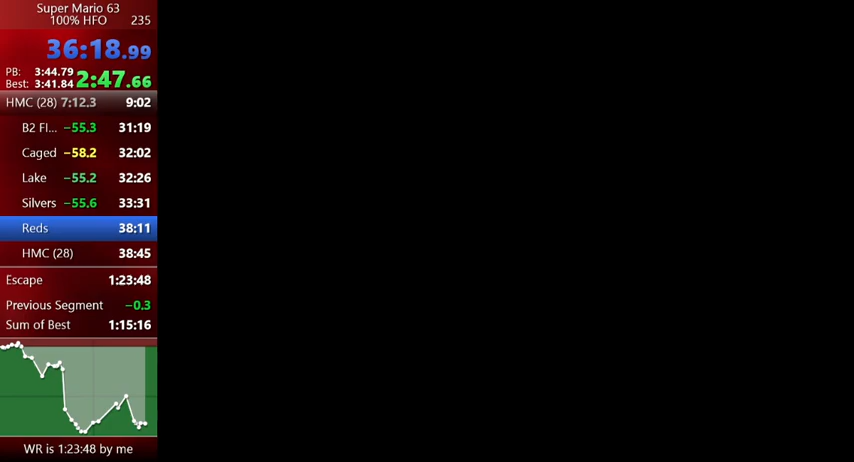 Super Mario 63
100% HFO 235
36:18.99
PB: 3:44.79
Best: 3:41.84
2:47.66
HMC (28) 7:12.3 9:02
B2 Fl... −55.3 31:19
Caged −58.2 32:02
Lake −55.2 32:26
Silvers −55.6 33:31
Reds 38:11
HMC (28) 38:45
Escape 1:23:48
Previous Segment −0.3
Sum of Best 1:15:16
WR is 1:23:48 by me